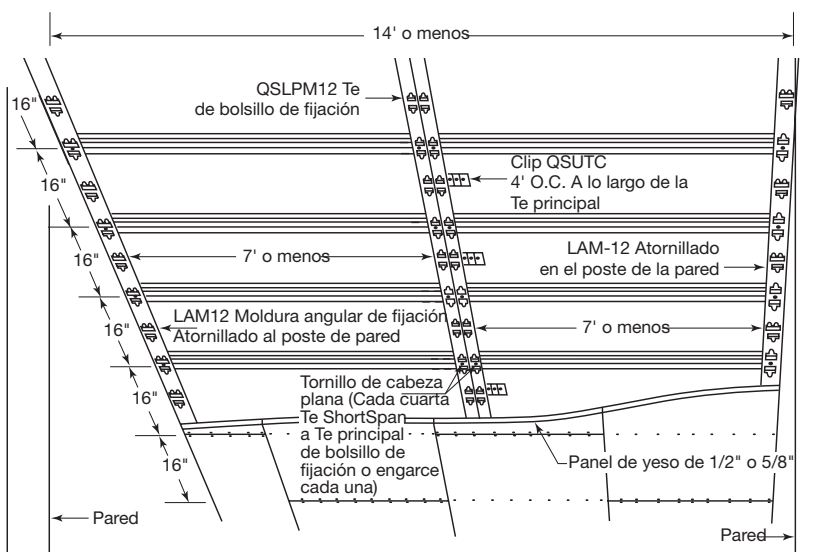 14' o menos
QSLPM12 Te
de bolsillo de fijación
16"
Clip QSUTC
4' O.C. A lo largo de la
Te principal
16"
7' o menos
LAM-12 Atornillado
en el poste de la pared
16"
LAM12 Moldura angular de fijación
Atornillado al poste de pared
7' o menos
16"
Tornillo de cabeza
plana (Cada cuarta
Te ShortSpan
a Te principal
de bolsillo de
fijación o engarce
cada una)
16"
16"
Panel de yeso de 1/2" o 5/8"
Pared
Pared